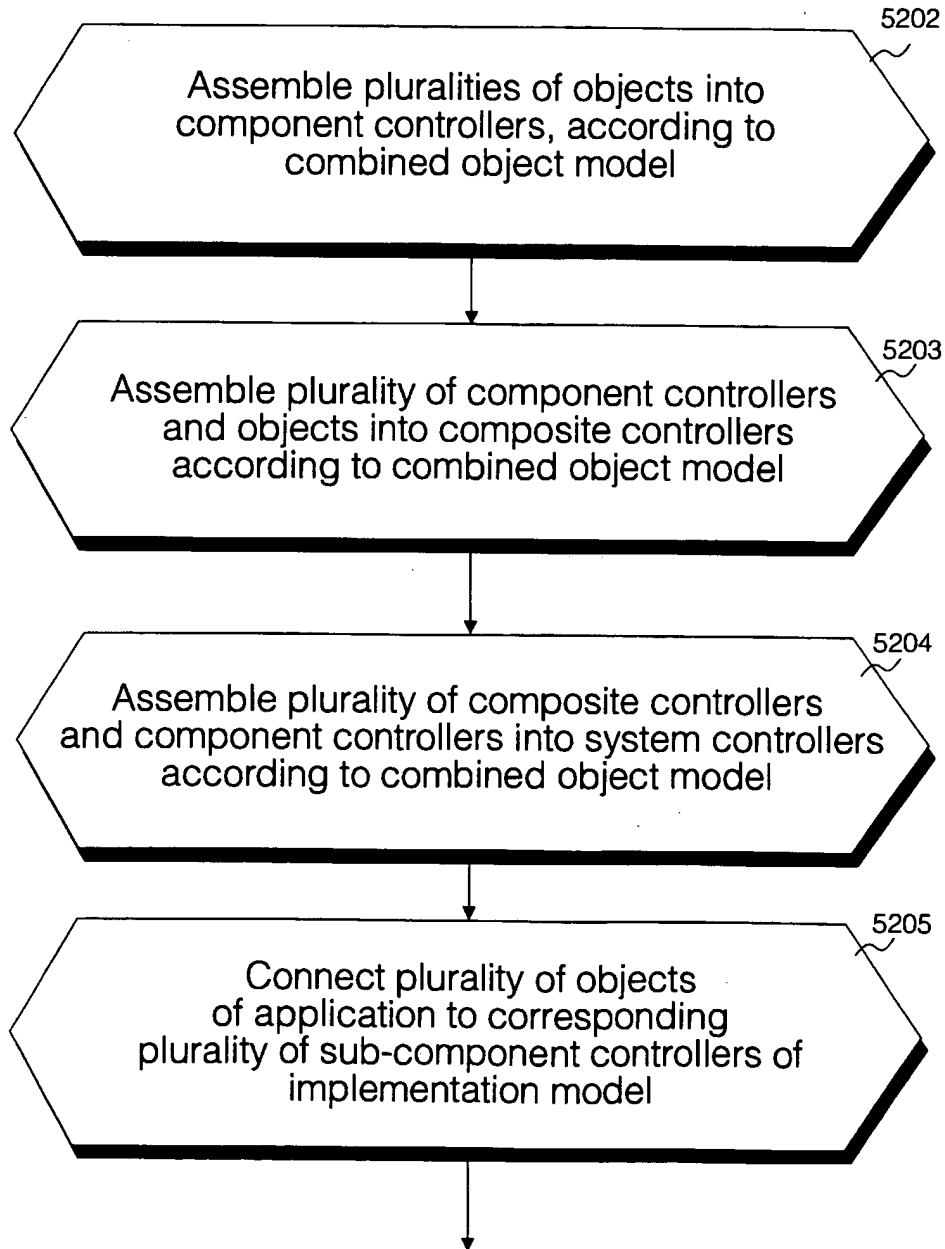 5202
Assemble pluralities of objects into
component controllers, according to
combined object model
5203
Assemble plurality of component controllers
and objects into composite controllers
according to combined object model
5204
Assemble plurality of composite controllers
and component controllers into system controllers
according to combined object model
5205
Connect plurality of objects
of application to corresponding
plurality of sub-component controllers of
implementation model